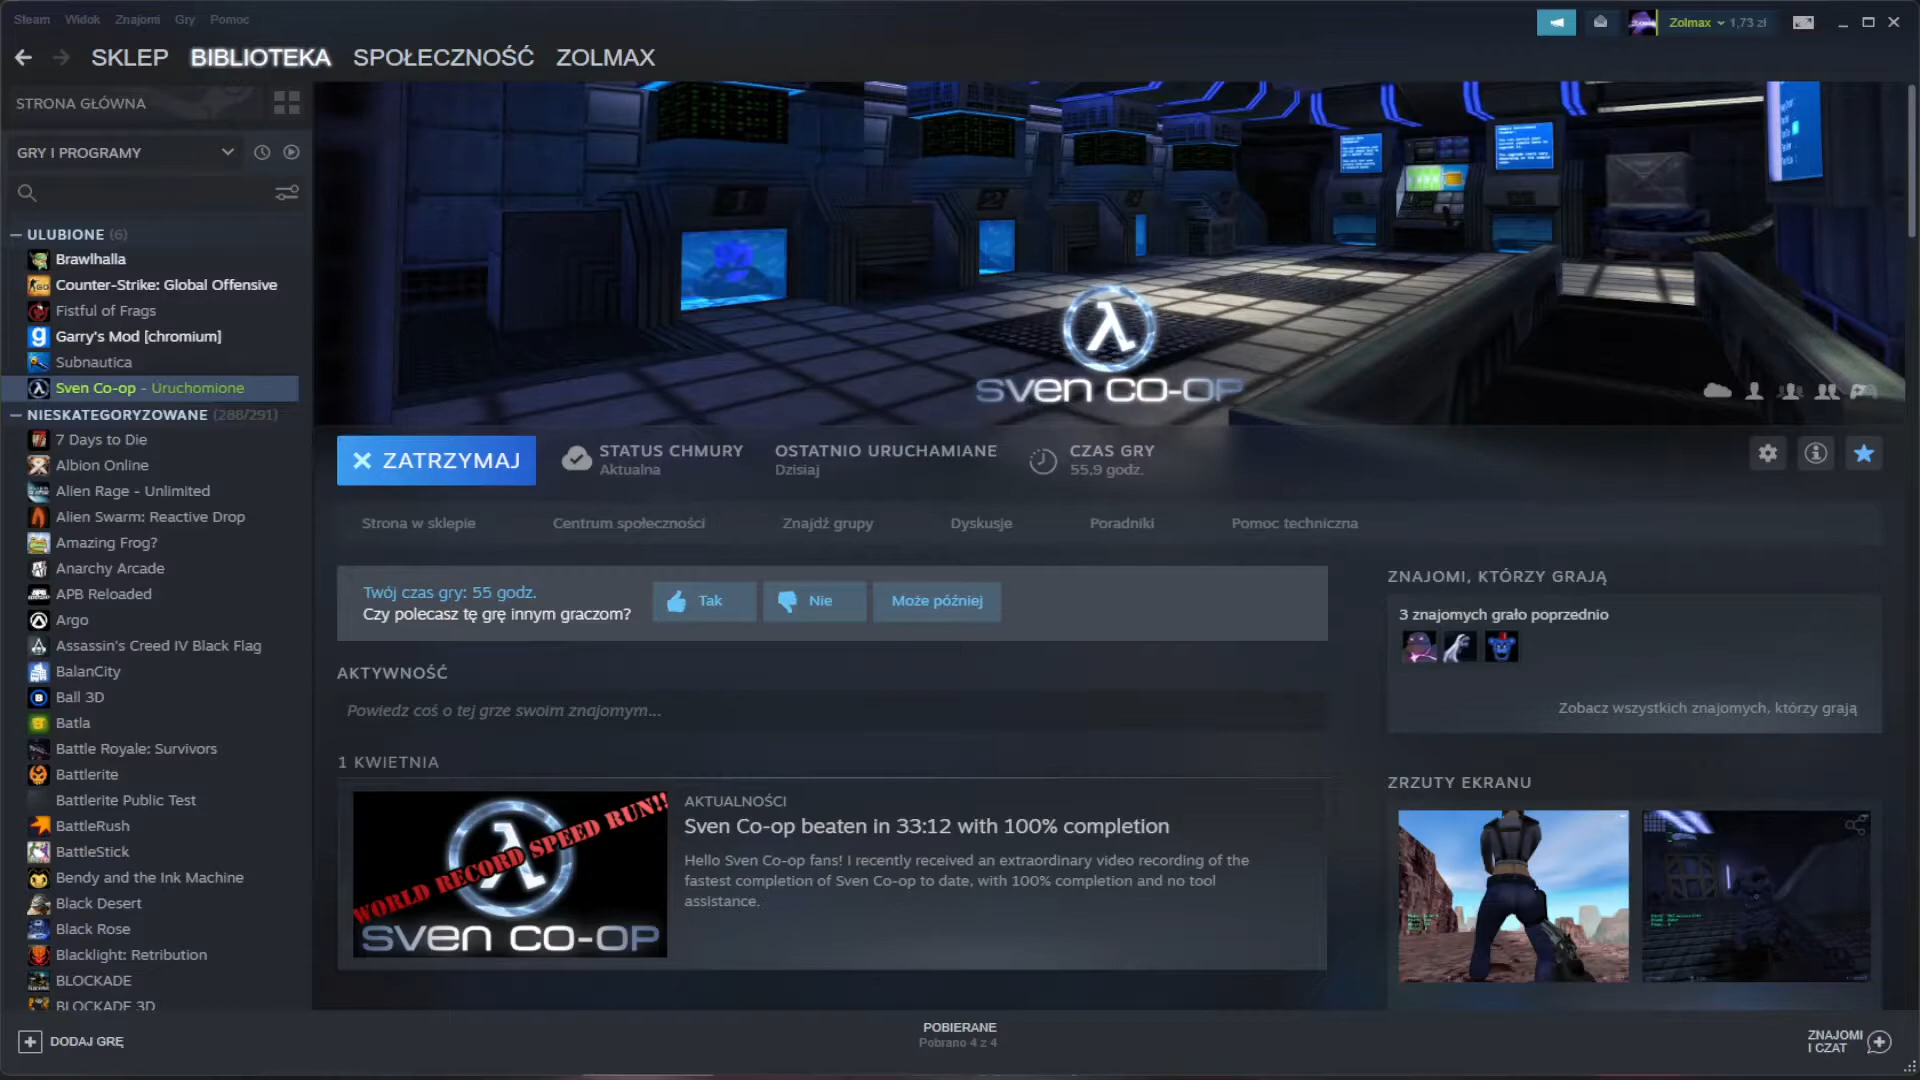 Steam Widok Znajomi Gry Pomoc
Zolmax 1,73 zł
SKLEP BIBLIOTEKA SPOŁECZNOŚĆ ZOLMAX
STRONA GŁÓWNA
GRY I PROGRAMY
ULUBIONE (6)
Brawlhalla
Counter-Strike: Global Offensive
Fistful of Frags
Garry's Mod [chromium]
Subnautica
Sven Co-op - Uruchomione
NIESKATEGORYZOWANE (288/291)
7 Days to Die
Albion Online
Alien Rage - Unlimited
Alien Swarm: Reactive Drop
Amazing Frog?
Anarchy Arcade
APB Reloaded
Argo
Assassin's Creed IV Black Flag
BalanCity
Ball 3D
Batla
Battle Royale: Survivors
Battlerite
Battlerite Public Test
BattleRush
BattleStick
Bendy and the Ink Machine
Black Desert
Black Rose
Blacklight: Retribution
BLOCKADE
BLOCKADE 3D
DODAJ GRĘ
1
2
SVEN CO-OP
ZATRZYMAJ
STATUS CHMURY
Aktualna
OSTATNIO URUCHAMIANE
Dzisiaj
CZAS GRY
55,9 godz.
Strona w sklepie Centrum społeczności Znajdź grupy Dyskusje Poradniki Pomoc techniczna
Twój czas gry: 55 godz.
Czy polecasz tę grę innym graczom?
Tak Nie Może później
AKTYWNOŚĆ
Powiedz coś o tej grze swoim znajomym...
1 KWIETNIA
WORLD RECORD SPEED RUN!!
SVEN CO-OP
AKTUALNOŚCI
Sven Co-op beaten in 33:12 with 100% completion
Hello Sven Co-op fans! I recently received an extraordinary video recording of the
fastest completion of Sven Co-op to date, with 100% completion and no tool
assistance.
ZNAJOMI, KTÓRZY GRAJĄ
3 znajomych grało poprzednio
Zobacz wszystkich znajomych, którzy grają
ZRZUTY EKRANU
POBIERANE
Pobrano 4 z 4
ZNAJOMI
I CZAT